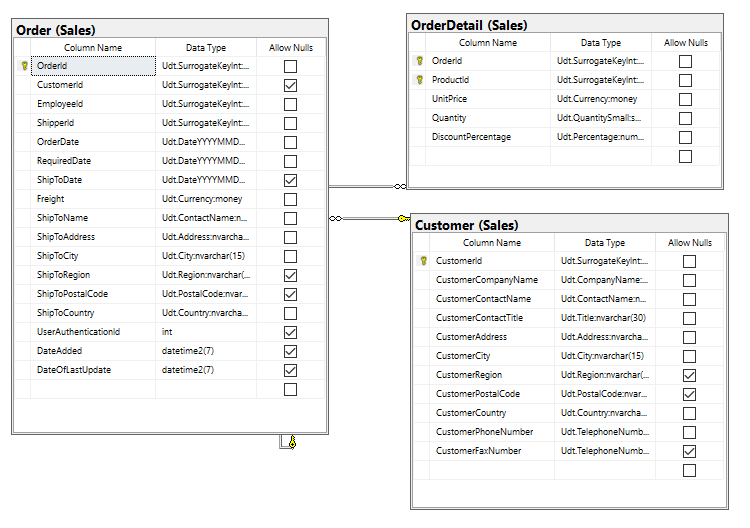 Order (Sales)
Column Name Data Type Allow Nulls
OrderId Udt.SurrogateKeyInt:...
CustomerId Udt.SurrogateKeyInt:...
EmployeeId Udt.SurrogateKeyInt:...
ShipperId Udt.SurrogateKeyInt:...
OrderDate Udt.DateYYYYMMD...
RequiredDate Udt.DateYYYYMMD...
ShipToDate Udt.DateYYYYMMD...
Freight Udt.Currency:money
ShipToName Udt.ContactName:n...
ShipToAddress Udt.Address:nvarcha...
ShipToCity Udt.City:nvarchar(15)
ShipToRegion Udt.Region:nvarchar(...
ShipToPostalCode Udt.PostalCode:nvar...
ShipToCountry Udt.Country:nvarcha...
UserAuthenticationId int
DateAdded datetime2(7)
DateOfLastUpdate datetime2(7)
OrderDetail (Sales)
Column Name Data Type Allow Nulls
OrderId Udt.SurrogateKeyInt:...
ProductId Udt.SurrogateKeyInt:...
UnitPrice Udt.Currency:money
Quantity Udt.QuantitySmall:s...
DiscountPercentage Udt.Percentage:num...
Customer (Sales)
Column Name Data Type Allow Nulls
CustomerId Udt.SurrogateKeyInt:...
CustomerCompanyName Udt.CompanyName:...
CustomerContactName Udt.ContactName:n...
CustomerContactTitle Udt.Title:nvarchar(30)
CustomerAddress Udt.Address:nvarcha...
CustomerCity Udt.City:nvarchar(15)
CustomerRegion Udt.Region:nvarchar(...
CustomerPostalCode Udt.PostalCode:nvar...
CustomerCountry Udt.Country:nvarcha...
CustomerPhoneNumber Udt.TelephoneNumb...
CustomerFaxNumber Udt.TelephoneNumb...